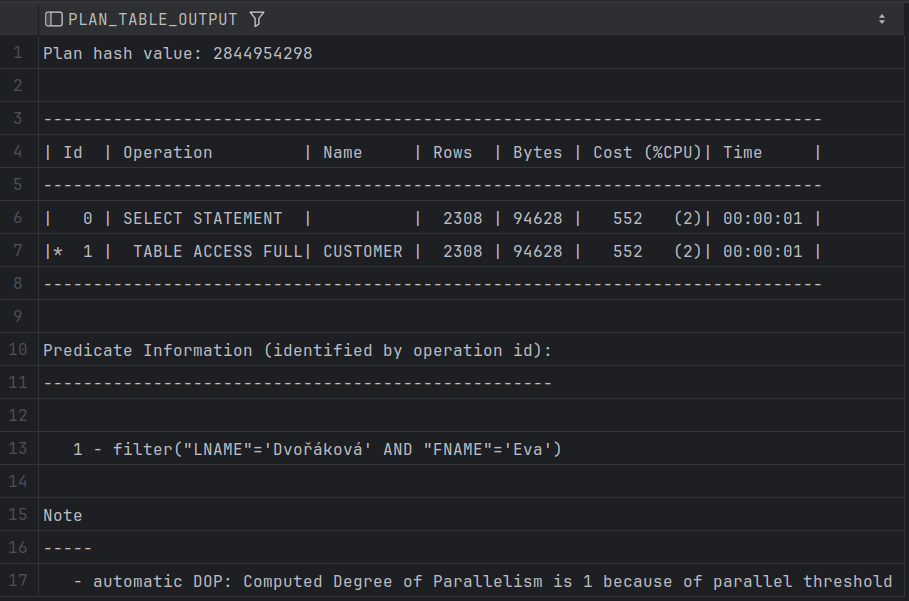 PLAN_TABLE_OUTPUT
1 Plan hash value: 2844954298
2
3 ------------------------------------------------------------------------------
4 | Id  | Operation         | Name     | Rows  | Bytes | Cost (%CPU)| Time     |
5 ------------------------------------------------------------------------------
6 |   0 | SELECT STATEMENT  |          |  2308 | 94628 |   552   (2)| 00:00:01 |
7 |*  1 |  TABLE ACCESS FULL| CUSTOMER |  2308 | 94628 |   552   (2)| 00:00:01 |
8 ------------------------------------------------------------------------------
9
10 Predicate Information (identified by operation id):
11 ---------------------------------------------------
12
13    1 - filter("LNAME"='Dvořáková' AND "FNAME"='Eva')
14
15 Note
16 -----
17    - automatic DOP: Computed Degree of Parallelism is 1 because of parallel threshold